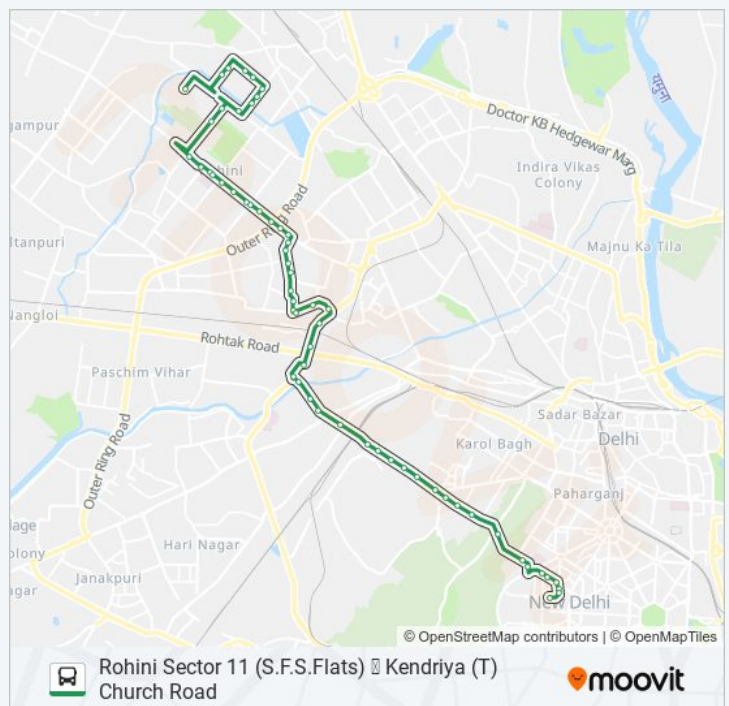 यमुना
Doctor KB Hedgewar Marg
gampur
Indira Vikas
Colony
Rohini
Outer Ring Road
Majnu Ka Tila
ltanpuri
Nangloi
Rohtak Road
Paschim Vihar
Sadar Bazar
Delhi
Karol Bagh
Outer Ring Road
Paharganj
llage
olony
Hari Nagar
Janakpuri
agar
New Delhi
© OpenStreetMap contributors | © OpenMapTiles
Rohini Sector 11 (S.F.S.Flats) Kendriya (T)
Church Road
moovit